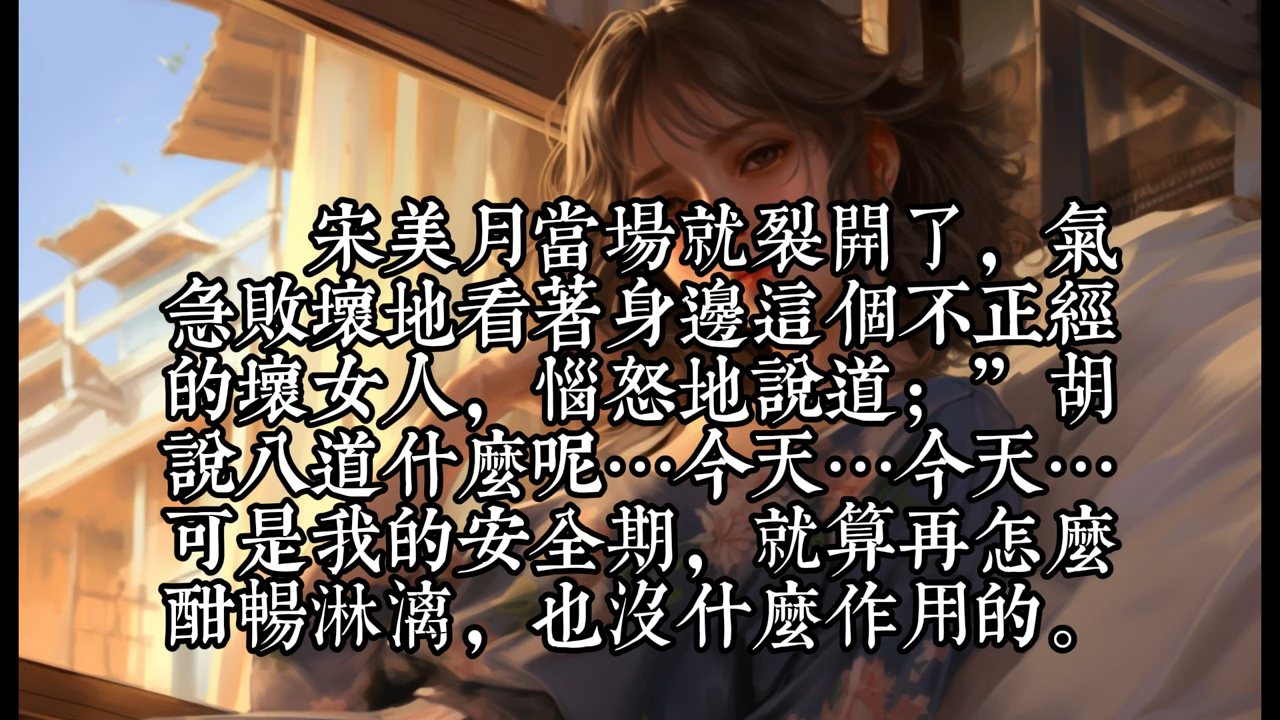 宋美月當場就裂開了，氣
急敗壞地看著身邊這個不正經
的壞女人，惱怒地說道；”胡
說八道什麼呢…今天…今天…
可是我的安全期，就算再怎麼
酣暢淋漓，也沒什麼作用的。